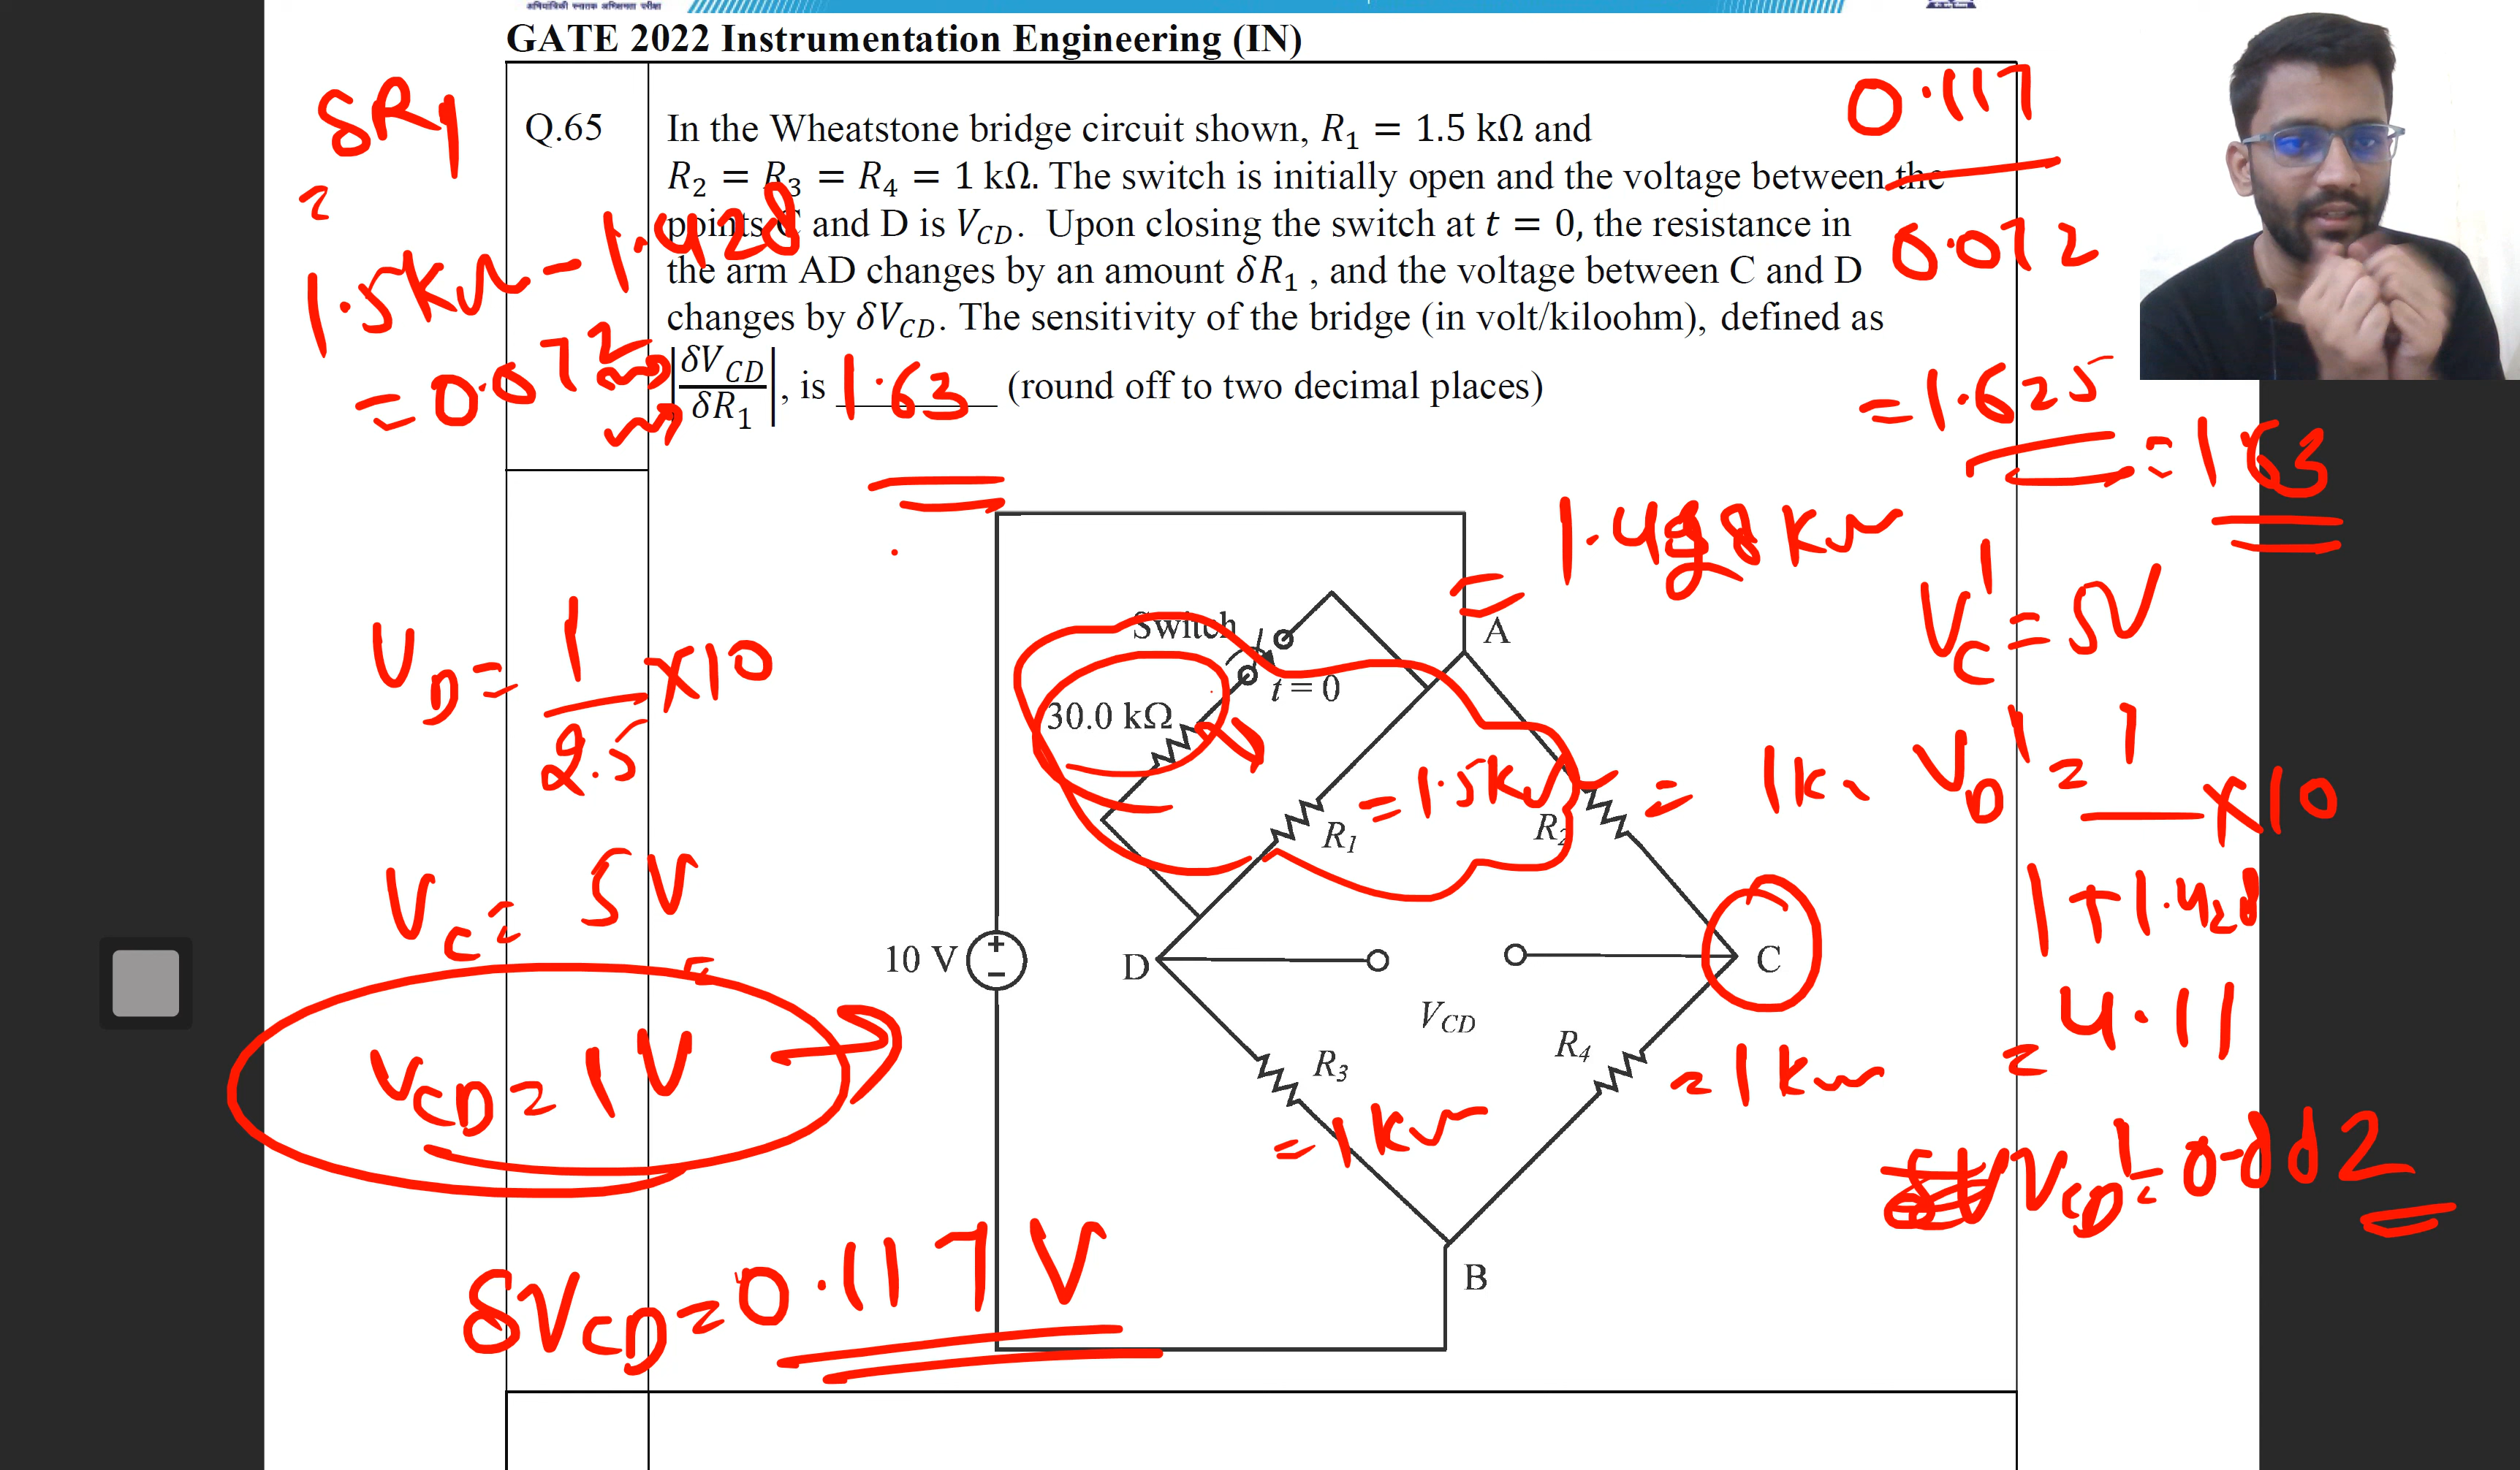 अभियांत्रिकी स्नातक अभिक्षमता परीक्षा
GATE 2022 Instrumentation Engineering (IN)
Q.65
In the Wheatstone bridge circuit shown, R₁ = 1.5 kΩ and
R₂ = R₃ = R₄ = 1 kΩ. The switch is initially open and the voltage between the
points C and D is V_CD. Upon closing the switch at t = 0, the resistance in
the arm AD changes by an amount δR₁ , and the voltage between C and D
changes by δV_CD. The sensitivity of the bridge (in volt/kiloohm), defined as
|δV_CD / δR₁|, is 1.63 (round off to two decimal places)
δR₁
=
1.5kΩ - 1.428
= 0.072
0.117
0.072
= 1.625
= 1.63
V_D = 1/2.5 ×10
V_C = 5V
V_CD = 1V
δV_CD = 0.117 V
Switch
t = 0
30.0 kΩ
= 1.428 kΩ
A
R₁
= 1.5kΩ
R₂
= 1k
10 V
+
−
D
C
V_CD
R₃
= 1kΩ
R₄
= 1kΩ
B
V_C' = 5V
V_D' = 1/(1+1.428) ×10
= 4.11
V_CD' = 0.882